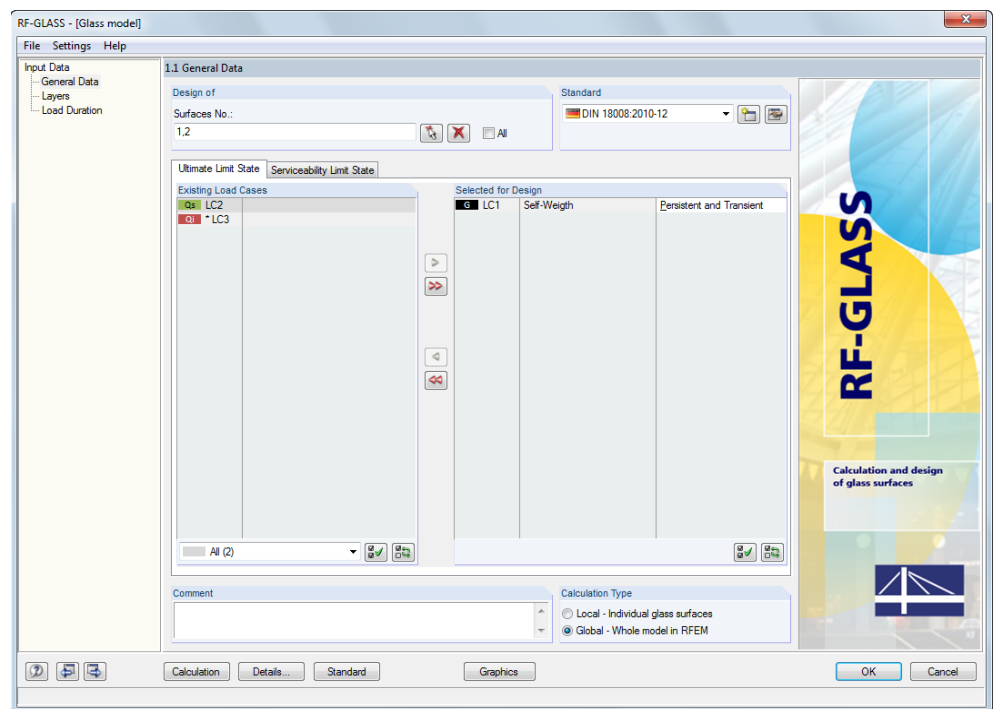 RF-GLASS - [Glass model]
File Settings Help
Input Data
General Data
Layers
Load Duration
1.1 General Data
Design of
Surfaces No.:
1,2
All
Standard
DIN 18008:2010-12
Ultimate Limit State
Serviceability Limit State
Existing Load Cases
Qs LC2
Qi * LC3
All (2)
Selected for Design
G LC1 Self-Weigth Persistent and Transient
Comment
Calculation Type
Local - Individual glass surfaces
Global - Whole model in RFEM
RF-GLASS
Calculation and design
of glass surfaces
Calculation Details... Standard Graphics OK Cancel